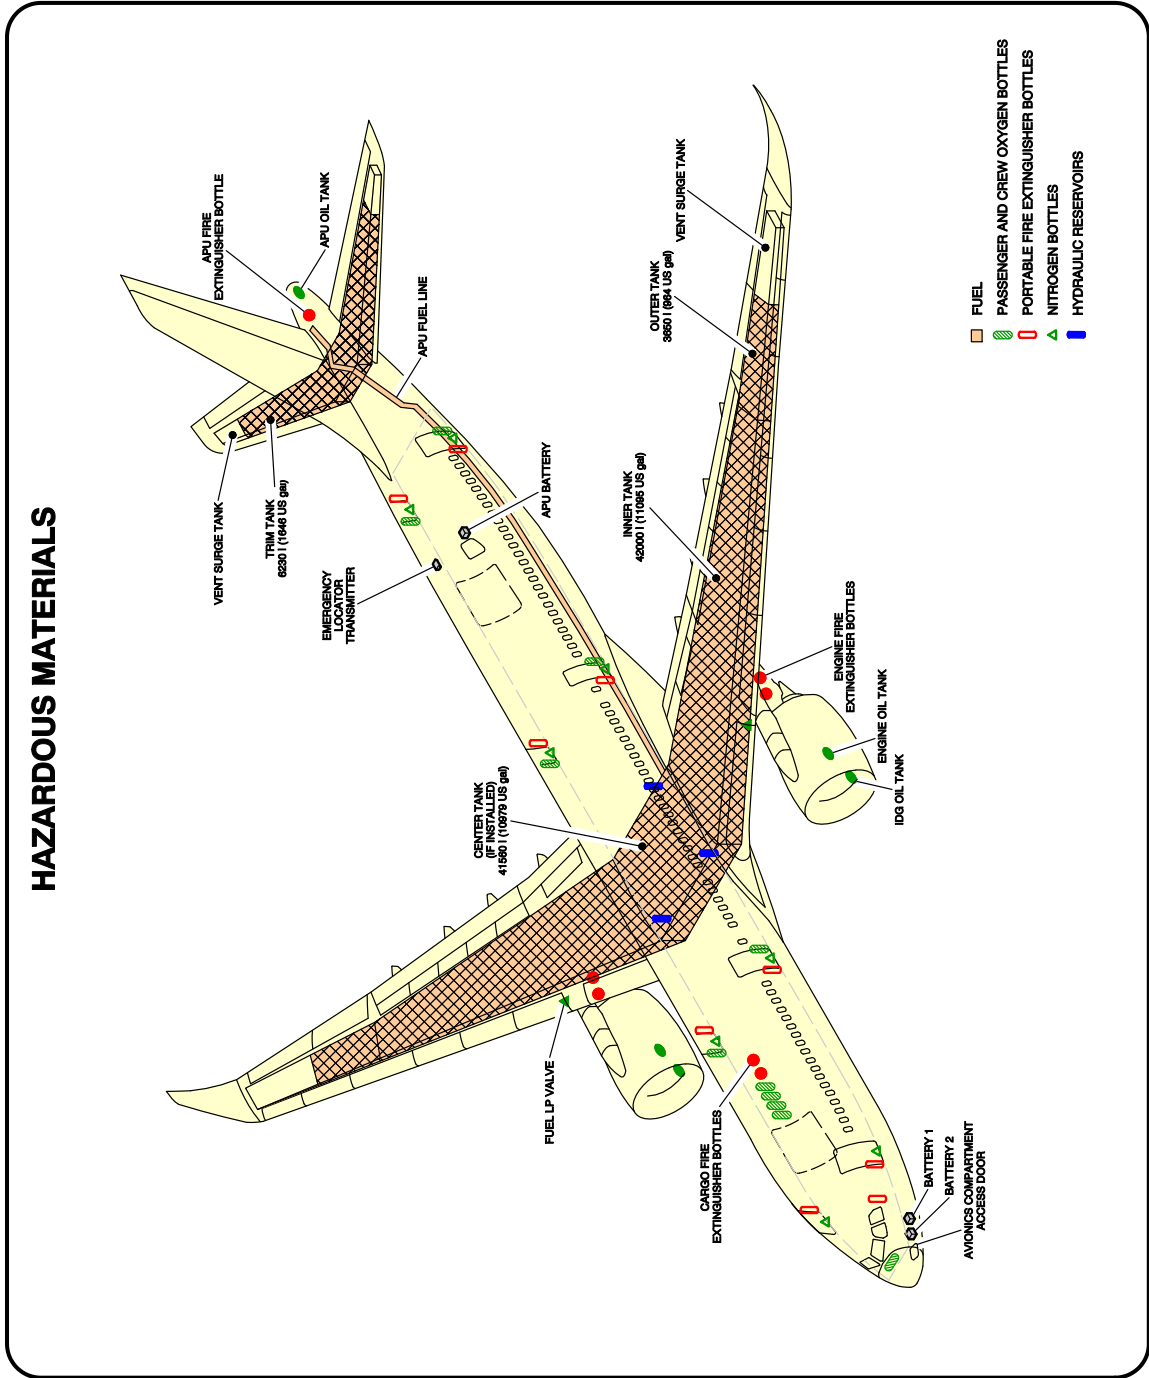 HAZARDOUS MATERIALS
VENT SURGE TANK
TRIM TANK
6230 l (1646 US gal)
APU FIRE
EXTINGUISHER BOTTLE
APU OIL TANK
APU FUEL LINE
EMERGENCY
LOCATOR
TRANSMITTER
APU BATTERY
CENTER TANK
(IF INSTALLED)
41560 l (10979 US gal)
INNER TANK
42000 l (11095 US gal)
OUTER TANK
3650 l (964 US gal)
VENT SURGE TANK
FUEL LP VALVE
CARGO FIRE
EXTINGUISHER BOTTLES
ENGINE FIRE
EXTINGUISHER BOTTLES
ENGINE OIL TANK
IDG OIL TANK
BATTERY 1
BATTERY 2
AVIONICS COMPARTMENT
ACCESS DOOR
FUEL
PASSENGER AND CREW OXYGEN BOTTLES
PORTABLE FIRE EXTINGUISHER BOTTLES
NITROGEN BOTTLES
HYDRAULIC RESERVOIRS